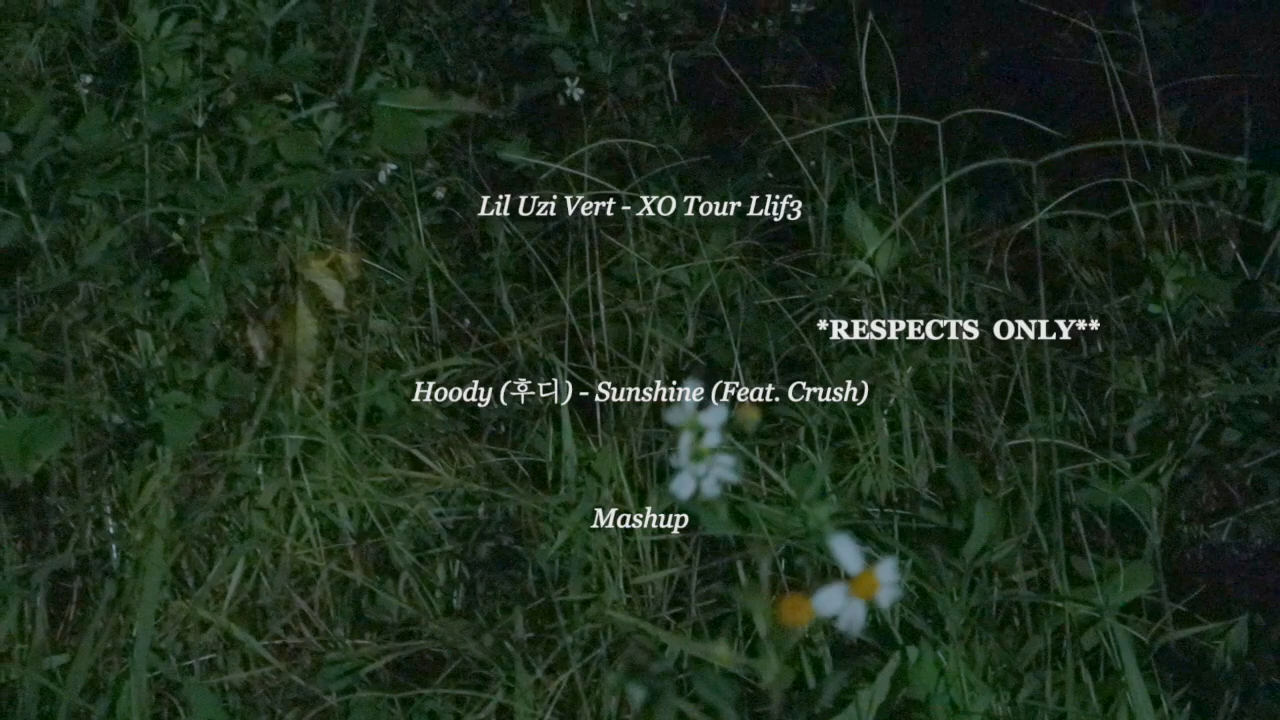 Lil Uzi Vert - XO Tour Llif3
*RESPECTS ONLY**
Hoody (후디) - Sunshine (Feat. Crush)
Mashup